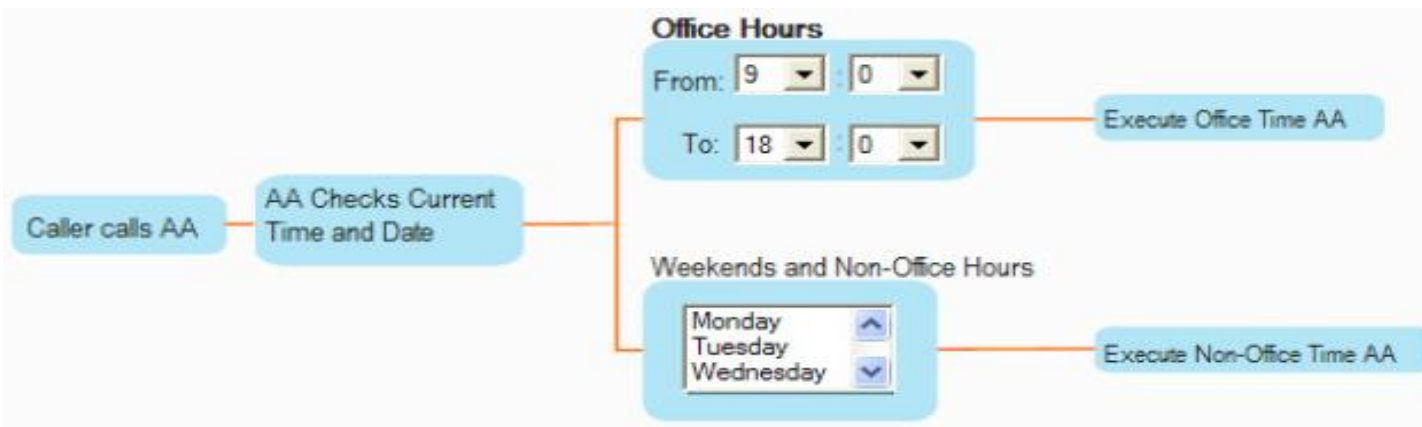 Office Hours
From: 9 : 0
To: 18 : 0
Execute Office Time AA
Caller calls AA
AA Checks Current
Time and Date
Weekends and Non-Office Hours
Monday
Tuesday
Wednesday
Execute Non-Office Time AA